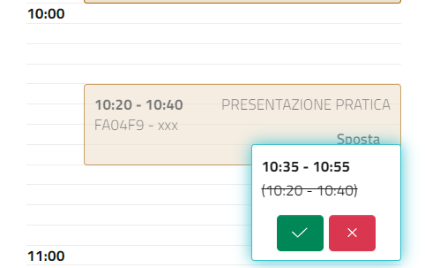 10:00
10:20 - 10:40 PRESENTAZIONE PRATICA
FA04F9 - xxx
Sposta
10:35 - 10:55
(10:20 - 10:40)
11:00